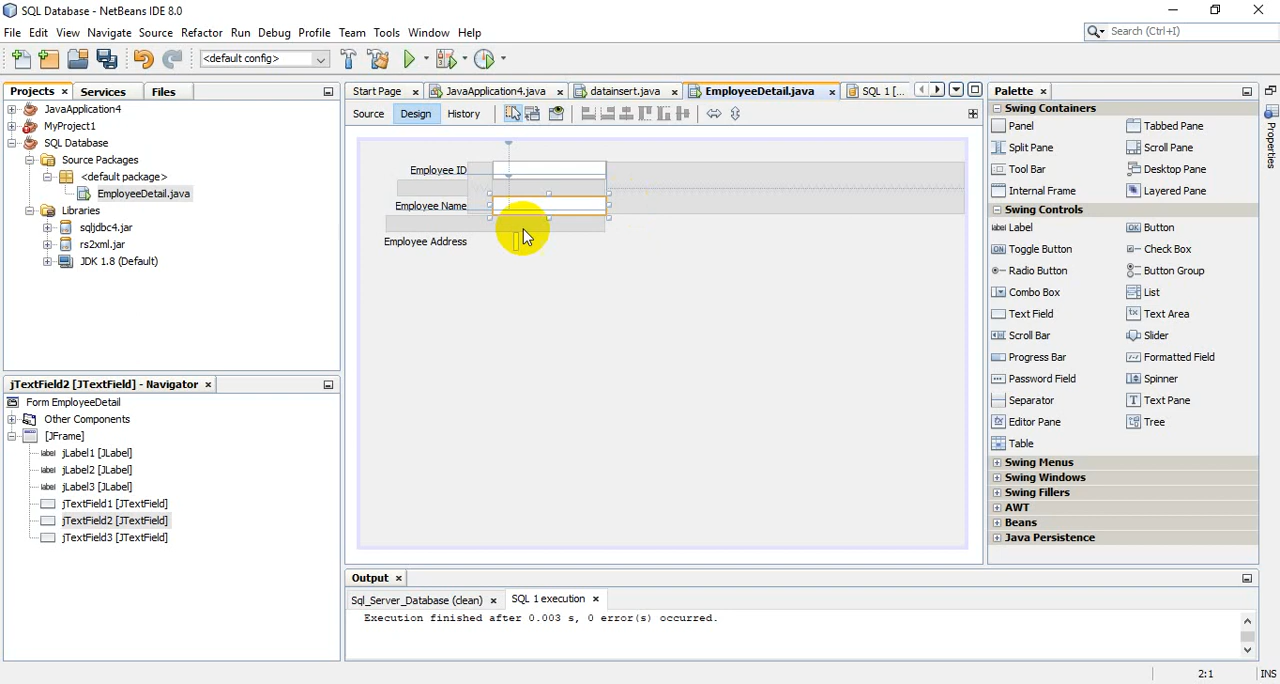 SQL Database - NetBeans IDE 8.0
File Edit View Navigate Source Refactor Run Debug Profile Team Tools Window Help
Search (Ctrl+I)
<default config>
Projects
Services
Files
JavaApplication4
MyProject1
SQL Database
Source Packages
<default package>
EmployeeDetail.java
Libraries
sqljdbc4.jar
rs2xml.jar
JDK 1.8 (Default)
jTextField2 [JTextField] - Navigator
Form EmployeeDetail
Other Components
[JFrame]
label jLabel1 [JLabel]
label jLabel2 [JLabel]
label jLabel3 [JLabel]
jTextField1 [JTextField]
jTextField2 [JTextField]
jTextField3 [JTextField]
Start Page
JavaApplication4.java
datainsert.java
EmployeeDetail.java
SQL 1 [...
Source Design History
Employee ID
Employee Name
Employee Address
Output
Sql_Server_Database (clean)
SQL 1 execution
Execution finished after 0.003 s, 0 error(s) occurred.
Palette
Swing Containers
Panel
Tabbed Pane
Split Pane
Scroll Pane
Tool Bar
Desktop Pane
Internal Frame
Layered Pane
Swing Controls
label Label
OK Button
ON Toggle Button
Check Box
Radio Button
Button Group
Combo Box
List
Text Field
Text Area
Scroll Bar
Slider
Progress Bar
Formatted Field
Password Field
Spinner
Separator
Text Pane
Editor Pane
Tree
Table
Swing Menus
Swing Windows
Swing Fillers
AWT
Beans
Java Persistence
Properties
2:1
INS